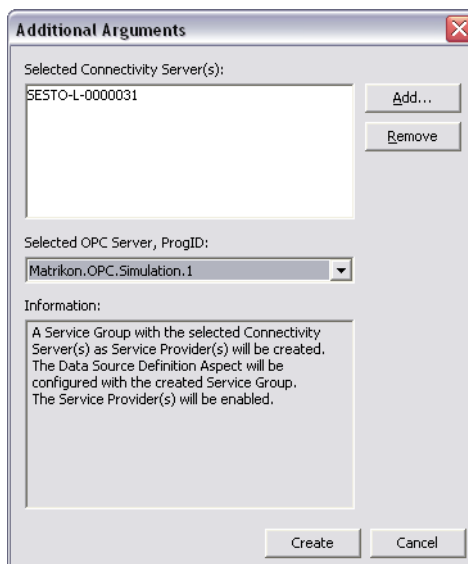 Additional Arguments
Selected Connectivity Server(s):
SESTO-L-0000031
Add...
Remove
Selected OPC Server, ProgID:
Matrikon.OPC.Simulation.1
Information:
A Service Group with the selected Connectivity
Server(s) as Service Provider(s) will be created.
The Data Source Definition Aspect will be
configured with the created Service Group.
The Service Provider(s) will be enabled.
Create
Cancel